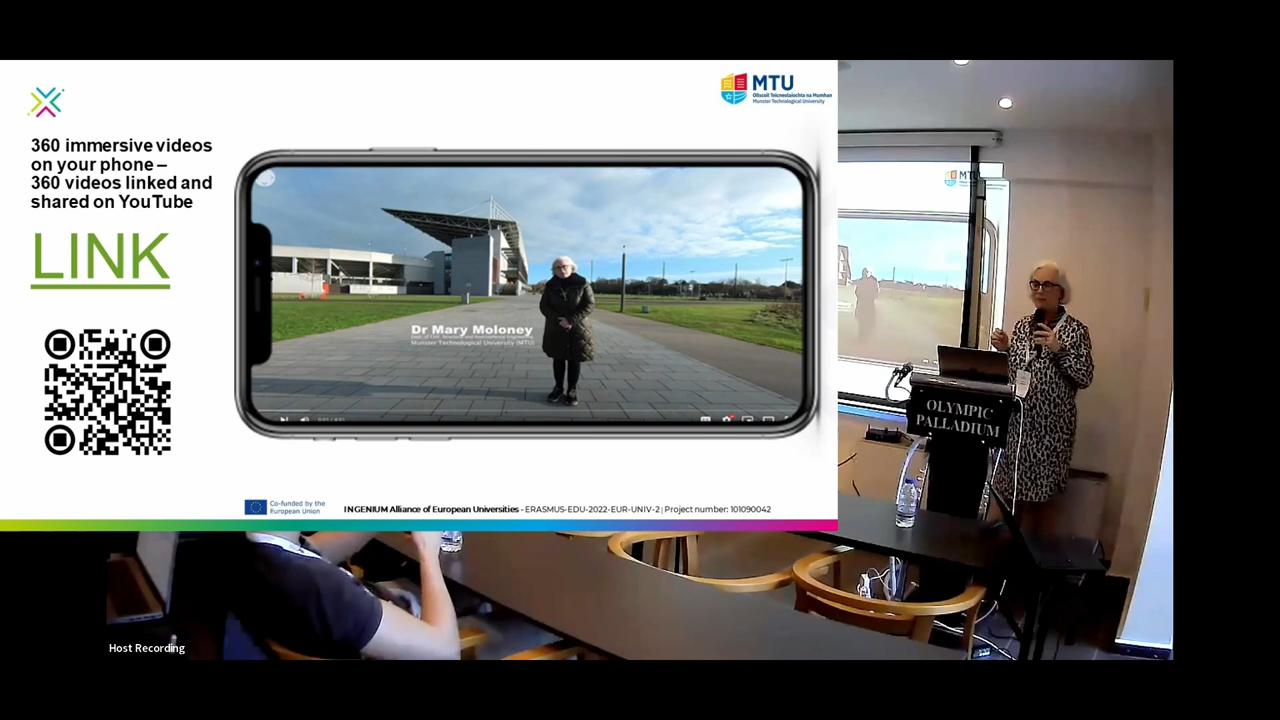 MTU
Ollscoil Teicneolaíochta na Mumhan
Munster Technological University
360 immersive videos
on your phone –
360 videos linked and
shared on YouTube
LINK
Dr Mary Moloney
Munster Technological University (MTU)
MTU
OLYMPIC
PALLADIUM
Co-funded by the
European Union
INGENIUM Alliance of European Universities - ERASMUS-EDU-2022-EUR-UNIV-2 | Project number: 101090042
Host Recording